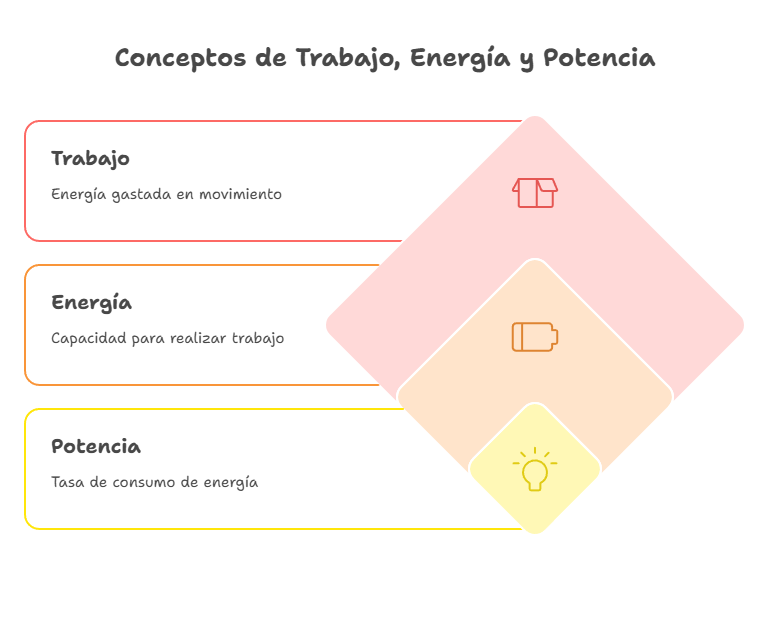 Conceptos de Trabajo, Energía y Potencia
Trabajo
Energía gastada en movimiento
Energía
Capacidad para realizar trabajo
Potencia
Tasa de consumo de energía